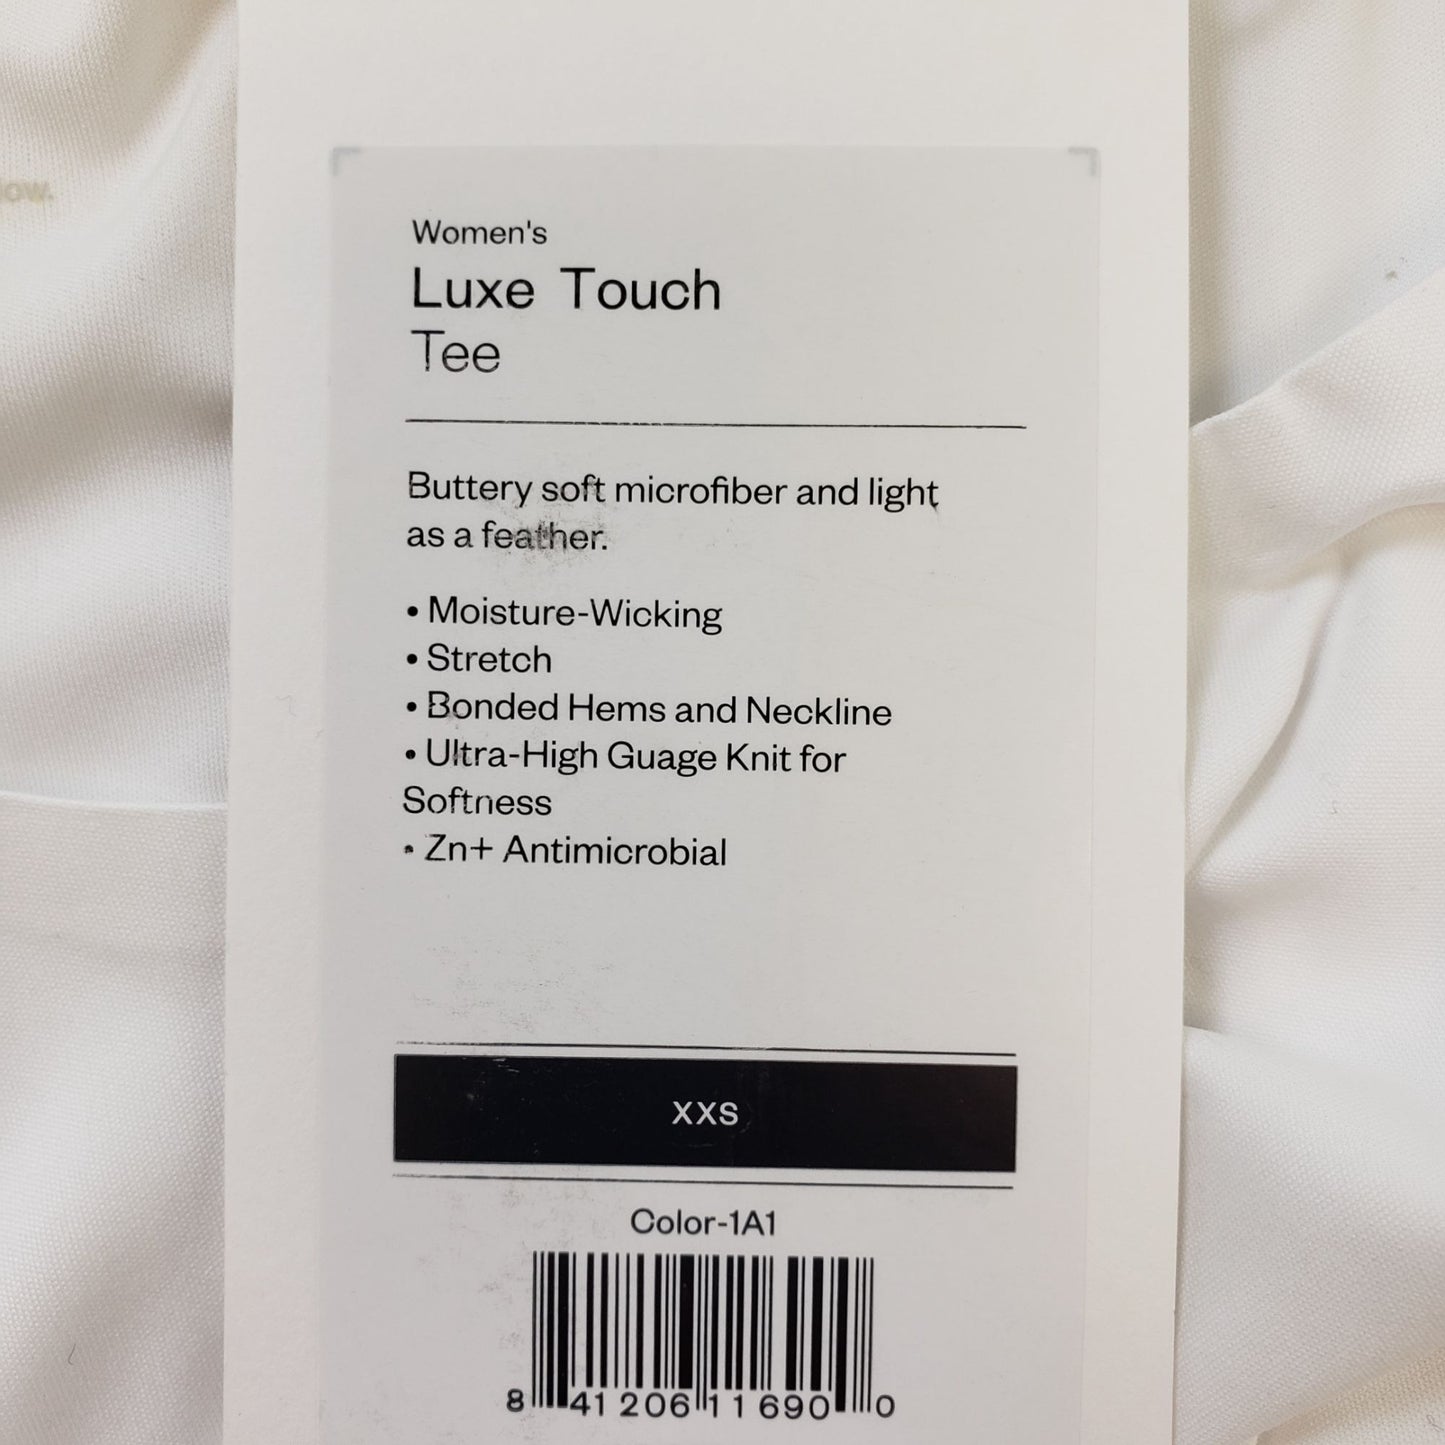 low.
Women's
Luxe Touch
Tee
Buttery soft microfiber and light
as a feather.
• Moisture-Wicking
• Stretch
• Bonded Hems and Neckline
• Ultra-High Guage Knit for
Softness
• Zn+ Antimicrobial
XXS
Color-1A1
8 41206 11690 0